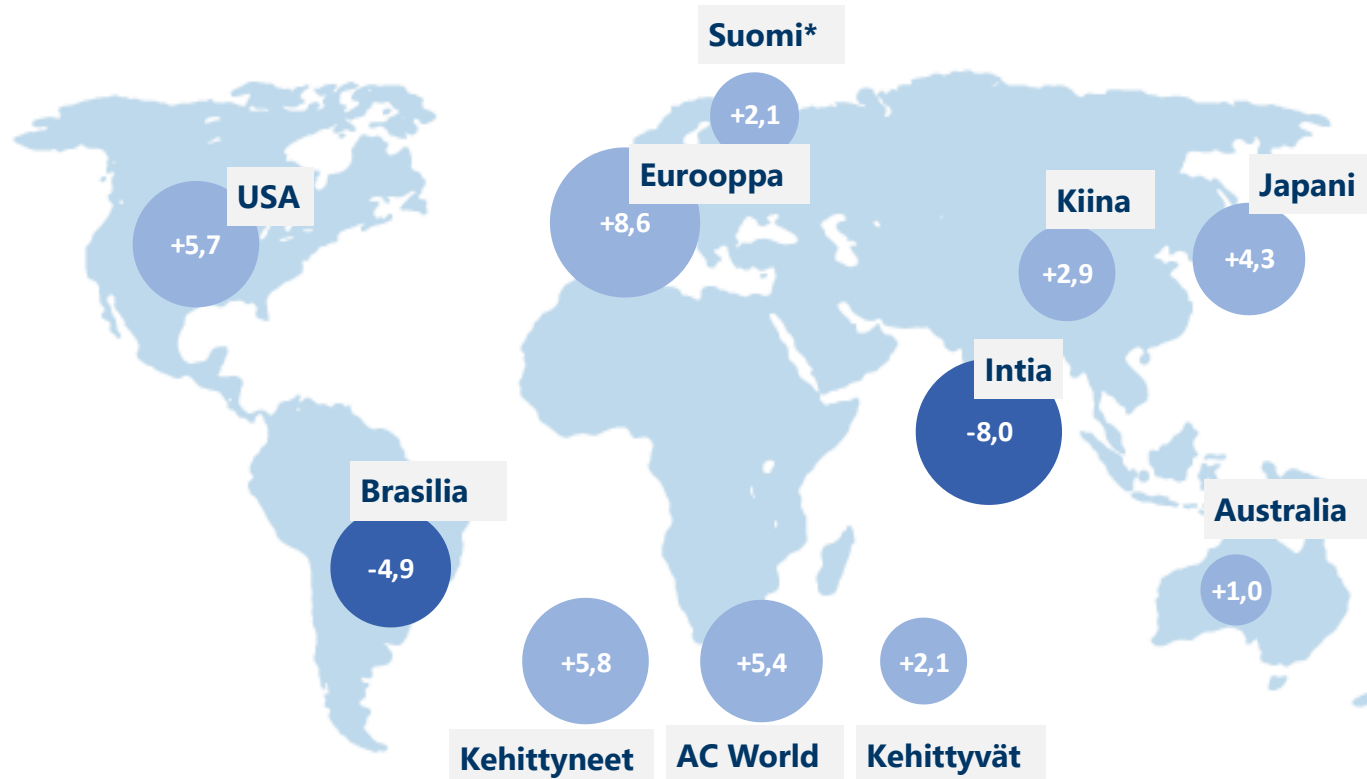 Suomi*
+2,1
Eurooppa
+8,6
USA
+5,7
Kiina
+2,9
Japani
+4,3
Intia
-8,0
Brasilia
-4,9
Australia
+1,0
+5,8
+5,4
+2,1
Kehittyneet
AC World
Kehittyvät